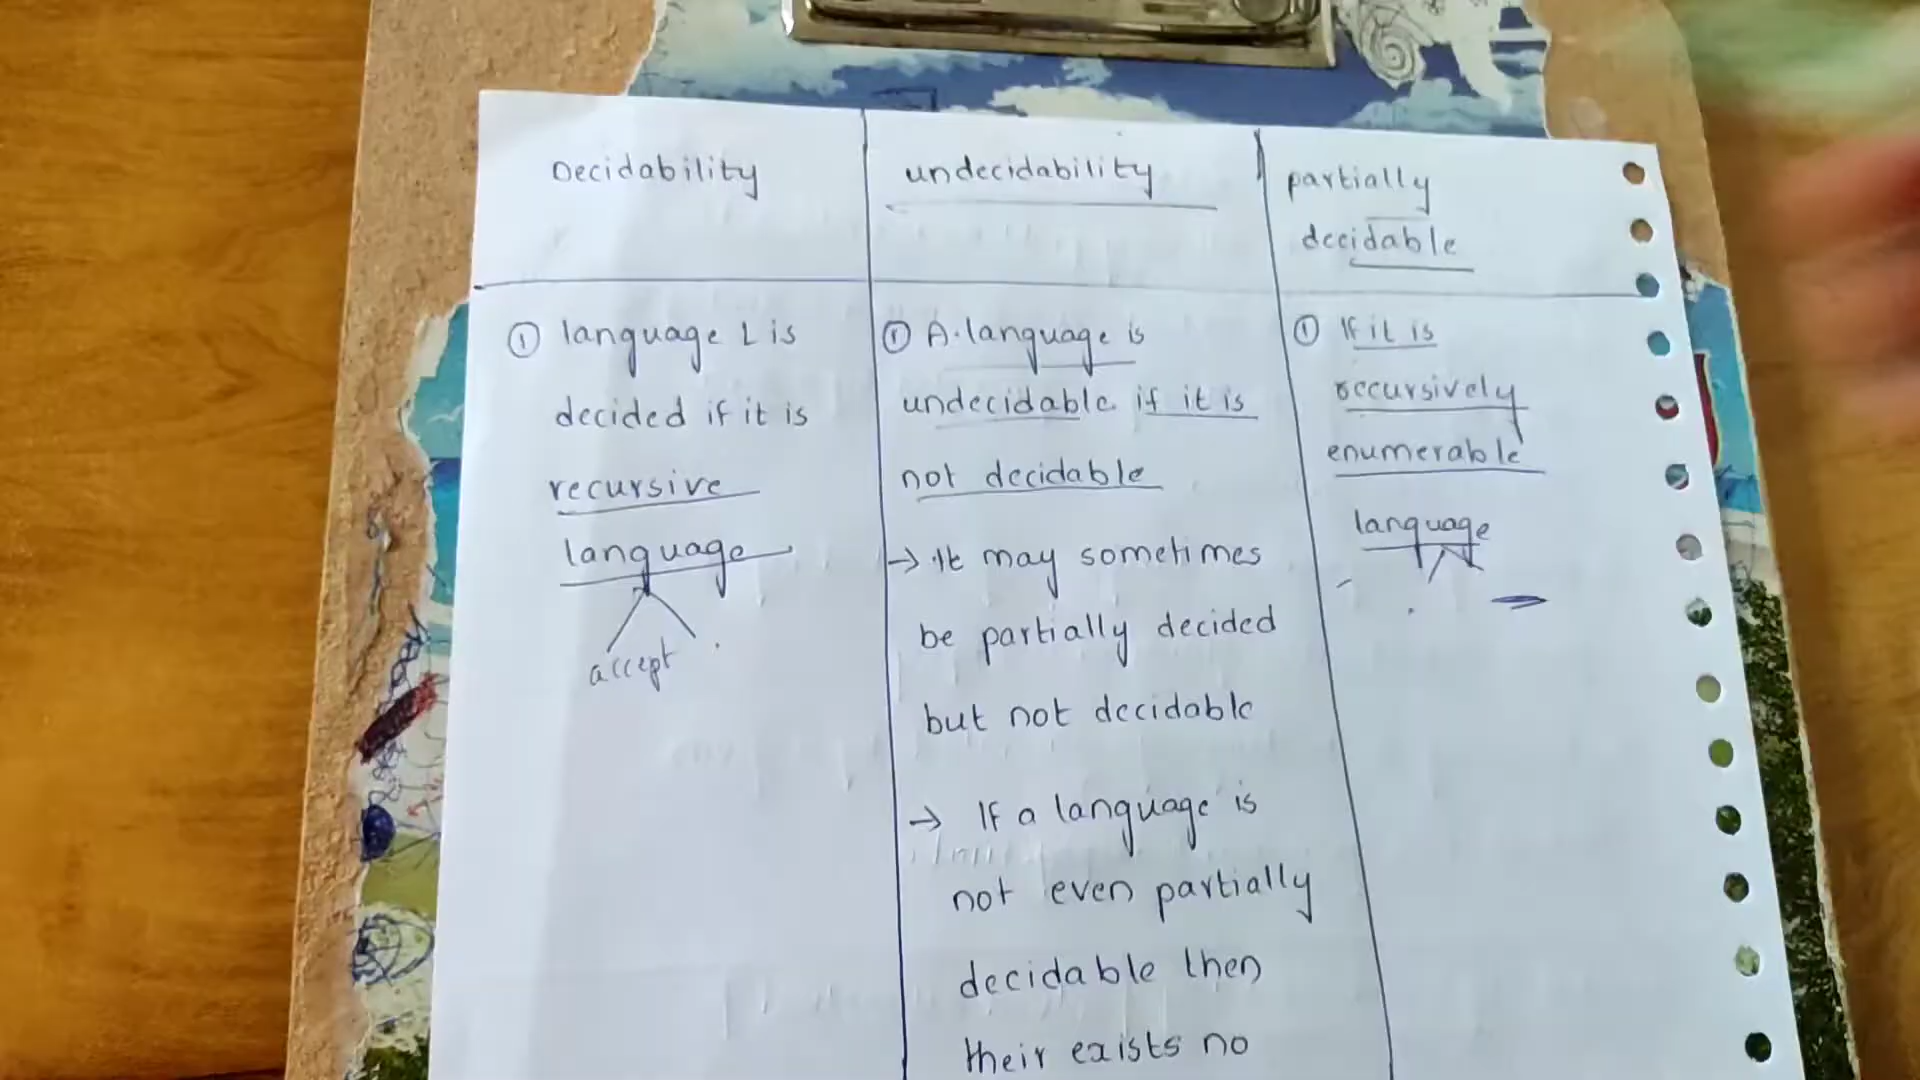 Decidability
undecidability
partially
decidable
① language L is
decided if it is
recursive
language
accept
① A. language is
undecidable if it is
not decidable
→ It may sometimes
be partially decided
but not decidable
→ If a language is
not even partially
decidable then
their exists no
① If it is
recursively
enumerable
language